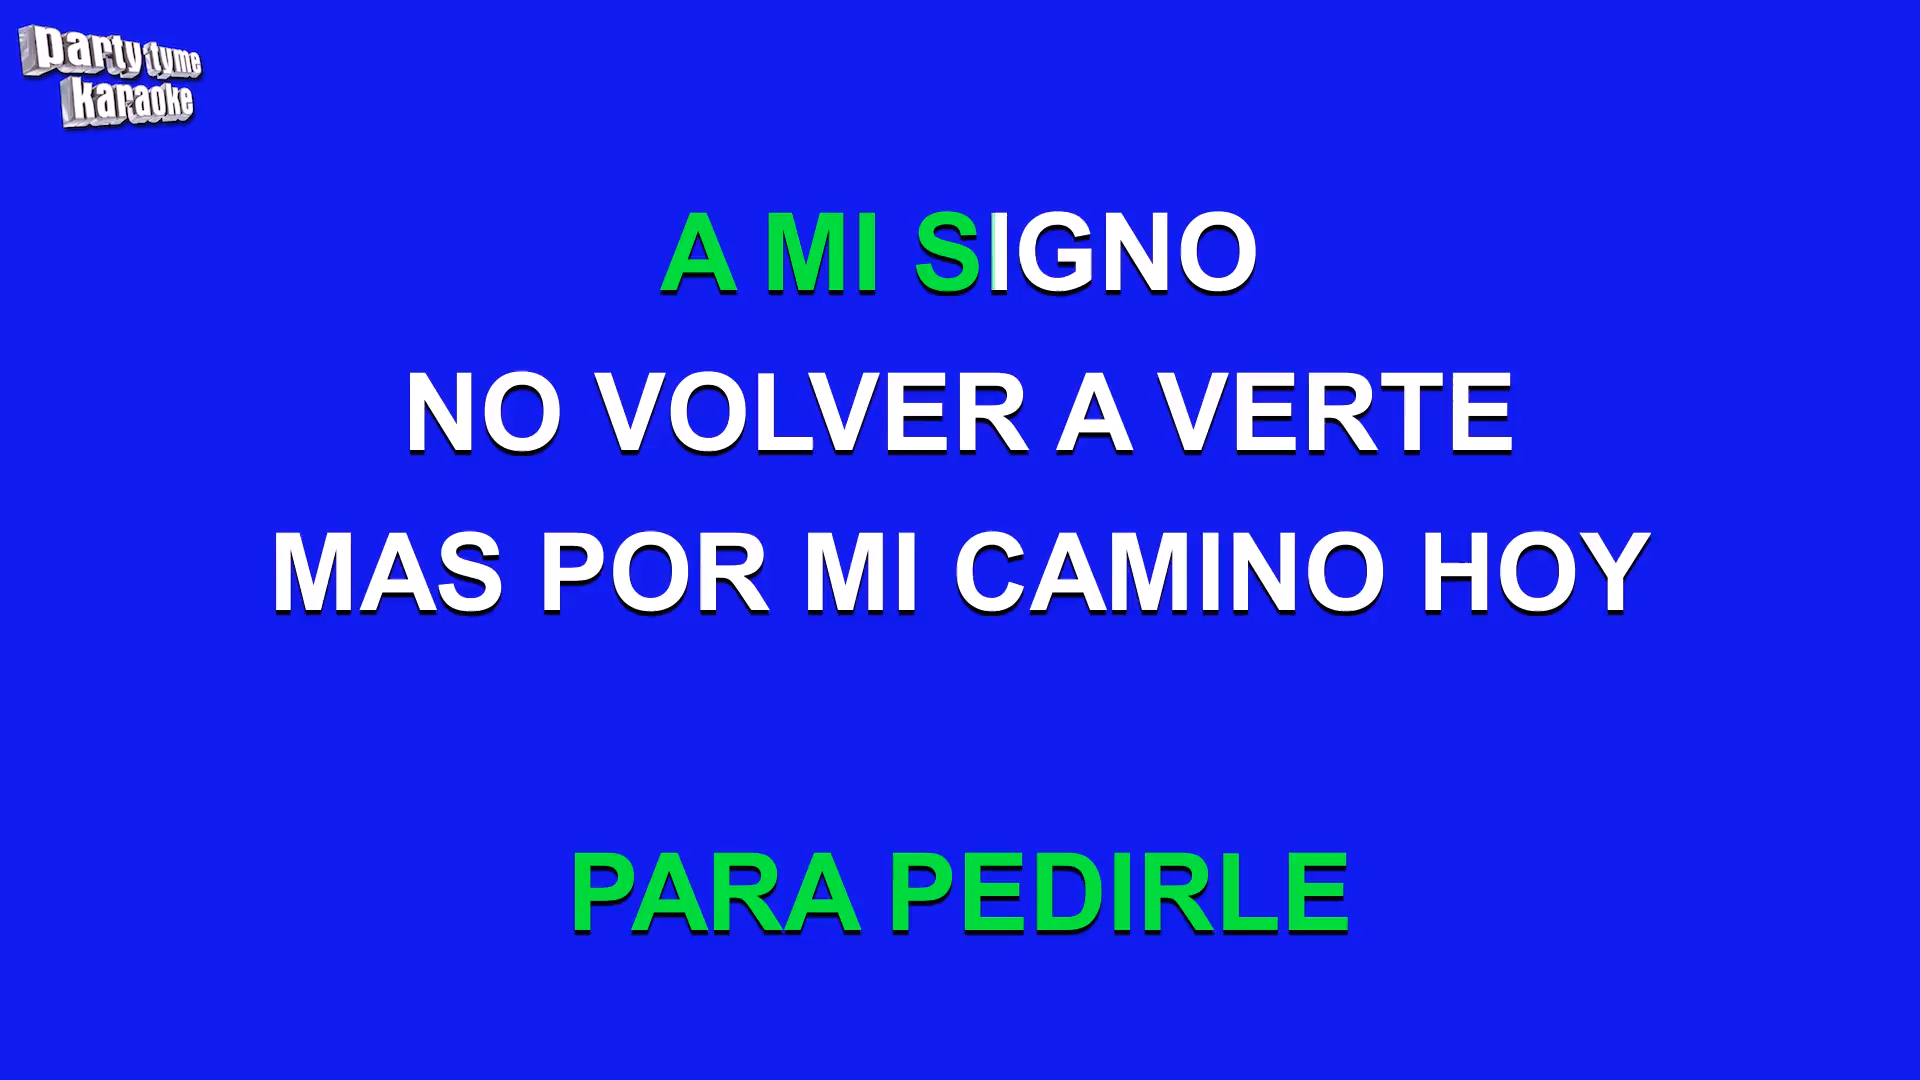 party tyme
karaoke
A MI SIGNO
NO VOLVER A VERTE
MAS POR MI CAMINO HOY
PARA PEDIRLE